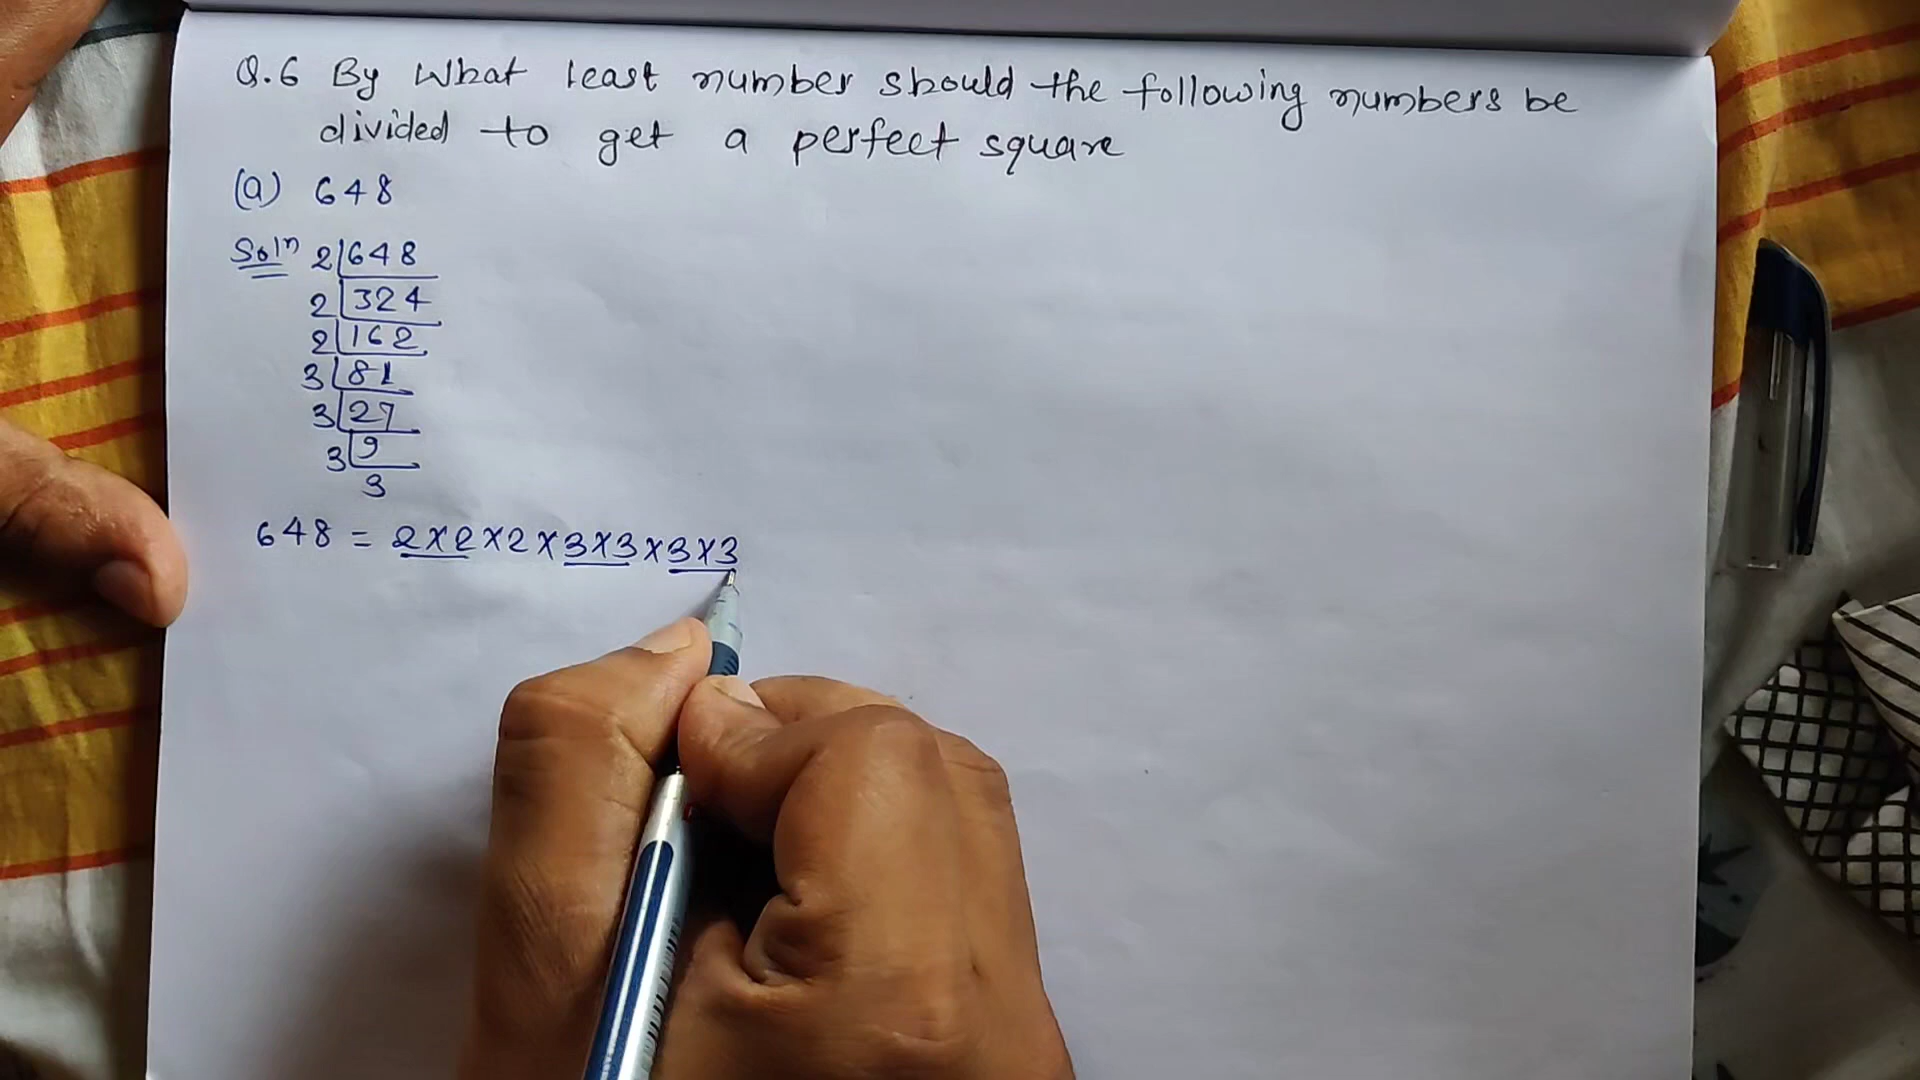 Q.6 By What least number should the following numbers be
divided to get a perfect square
(a) 648
Soln 2|648
2|324
2|162
3|81
3|27
3|9
3
648 = 2×2×2×3×3×3×3